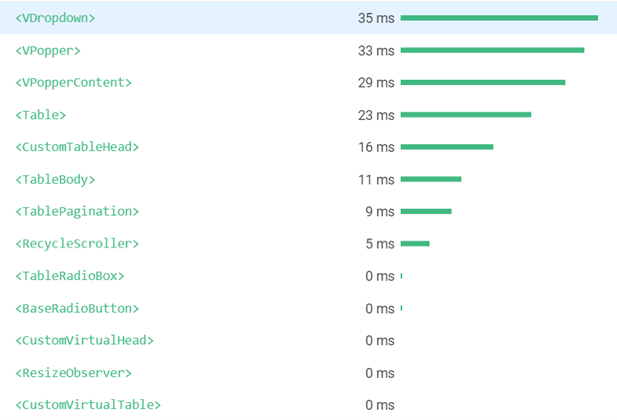 <VDropdown> 35 ms
<VPopper> 33 ms
<VPopperContent> 29 ms
<Table> 23 ms
<CustomTableHead> 16 ms
<TableBody> 11 ms
<TablePagination> 9 ms
<RecycleScroller> 5 ms
<TableRadioBox> 0 ms
<BaseRadioButton> 0 ms
<CustomVirtualHead> 0 ms
<ResizeObserver> 0 ms
<CustomVirtualTable> 0 ms